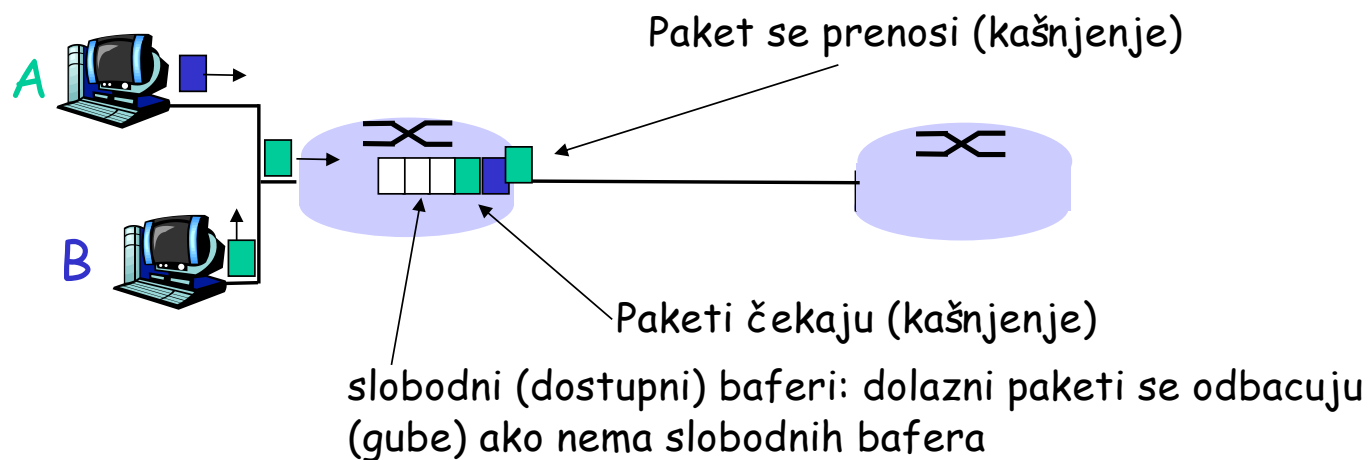 Paket se prenosi (kašnjenje)
A
B
Paketi čekaju (kašnjenje)
slobodni (dostupni) baferi: dolazni paketi se odbacuju
(gube) ako nema slobodnih bafera